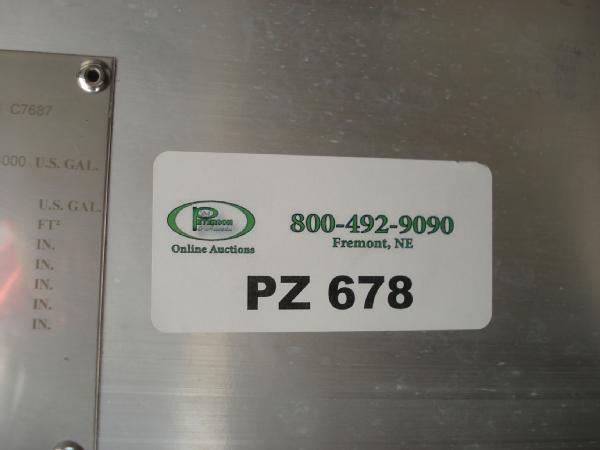 C7687
000 U.S. GAL.
U.S. GAL.
FT²
IN.
IN.
IN.
IN.
IN.
PETERSON
Online Auctions
800-492-9090
Fremont, NE
PZ 678